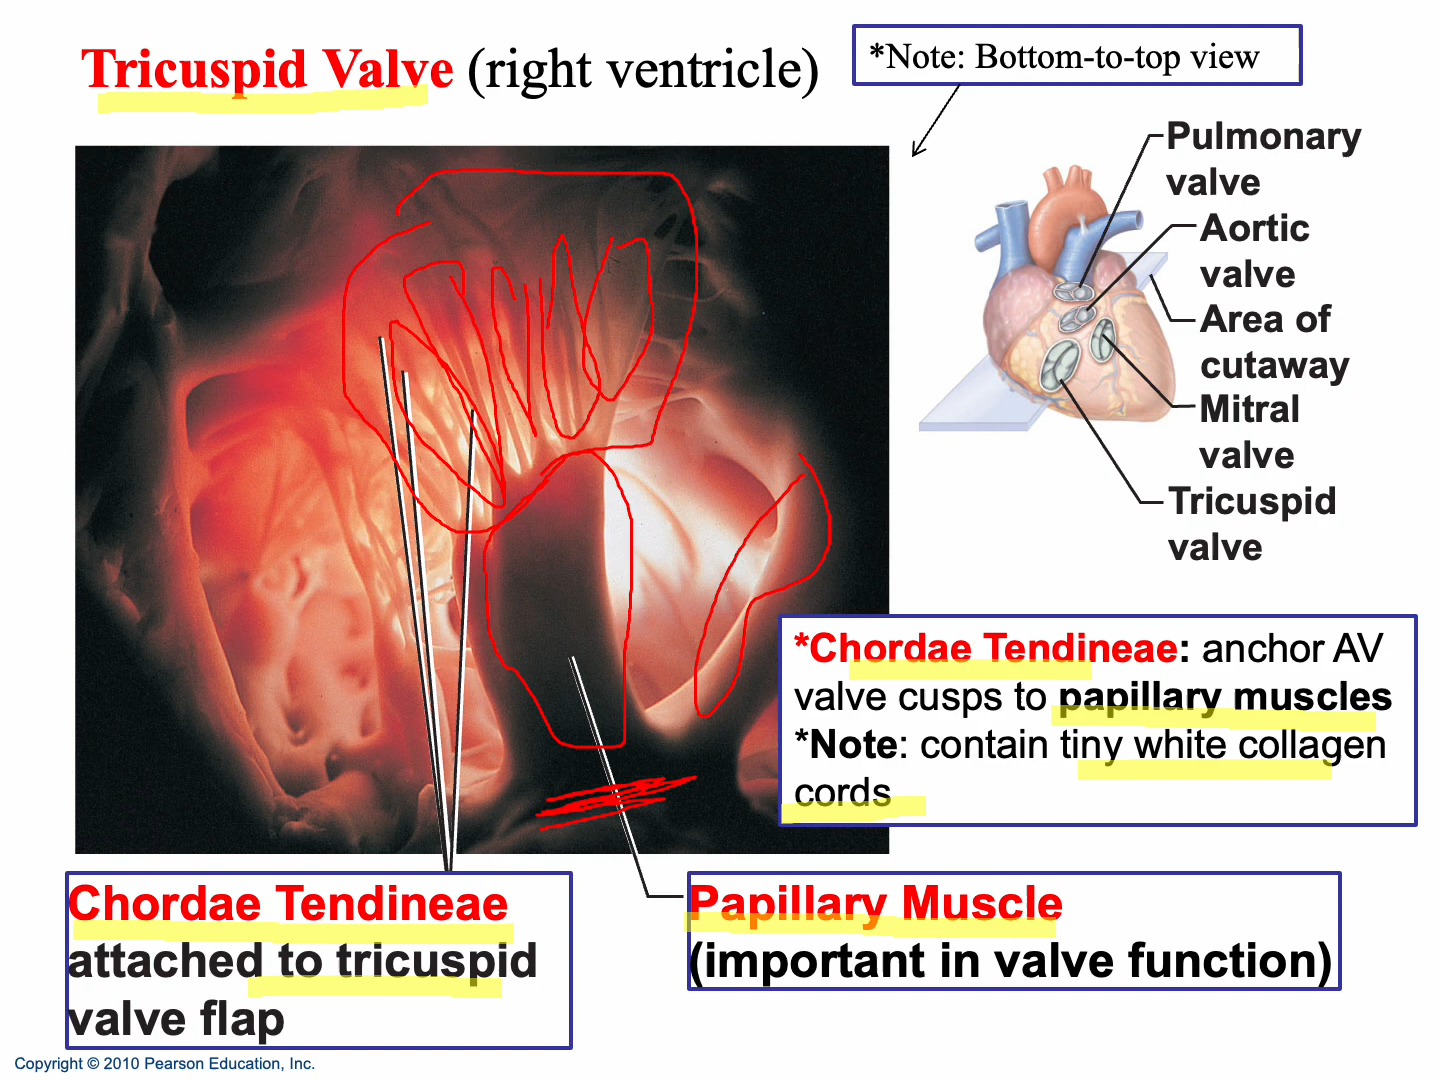 Tricuspid Valve (right ventricle)
*Note: Bottom-to-top view
Pulmonary
valve
Aortic
valve
Area of
cutaway
Mitral
valve
Tricuspid
valve
*Chordae Tendineae: anchor AV
valve cusps to papillary muscles
*Note: contain tiny white collagen
cords
Chordae Tendineae
attached to tricuspid
valve flap
Papillary Muscle
(important in valve function)
Copyright © 2010 Pearson Education, Inc.